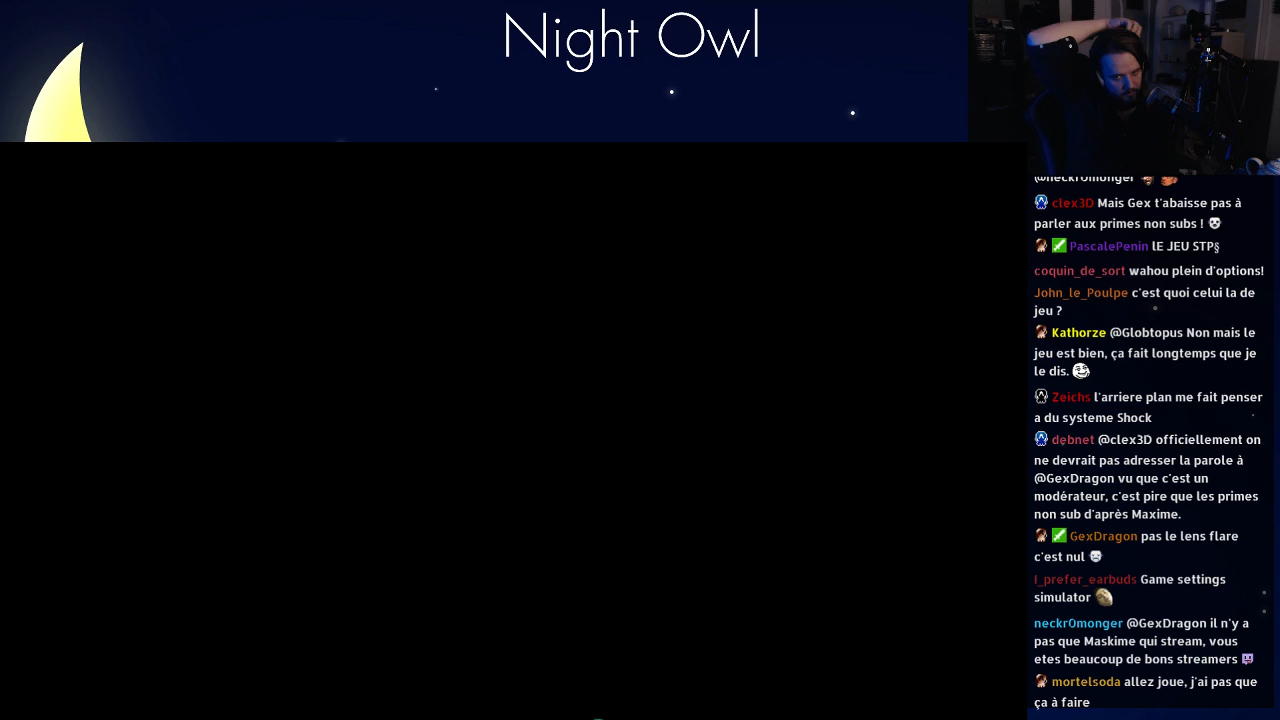 Night Owl
@neckr0monger
clex3D Mais Gex t'abaisse pas à
parler aux primes non subs !
PascalePenin lE JEU STP§
coquin_de_sort wahou plein d'options!
John_le_Poulpe c'est quoi celui la de
jeu ?
Kathorze @Globtopus Non mais le
jeu est bien, ça fait longtemps que je
le dis.
Zeichs l'arriere plan me fait penser
a du systeme Shock
debnet @clex3D officiellement on
ne devrait pas adresser la parole à
@GexDragon vu que c'est un
modérateur, c'est pire que les primes
non sub d'après Maxime.
GexDragon pas le lens flare
c'est nul
I_prefer_earbuds Game settings
simulator
neckr0monger @GexDragon il n'y a
pas que Maskime qui stream, vous
etes beaucoup de bons streamers
mortelsoda allez joue, j'ai pas que
ça à faire